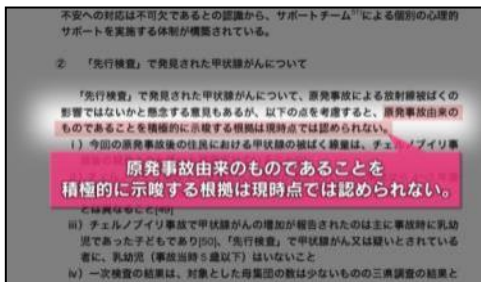 不安への対応は不可欠であるとの認識から、サポートチーム による個別の心理的
サポートを実施する体制が構築されている。
② 「先行検査」で発見された甲状腺がんについて
「先行検査」で発見された甲状腺がんについて、原発事故による放射線被ばくの
影響ではないかと懸念する意見もあるが、以下の点を考慮すると、原発事故由来の
ものであることを積極的に示唆する根拠は現時点では認められない。
i）今回の原発事故後の住民における甲状腺の被ばく線量は、チェルノブイリ事
原発事故由来のものであることを
積極的に示唆する根拠は現時点では認められない。
とは異なること[49]
iii）チェルノブイリ事故で甲状腺がんの増加が報告されたのは主に事故時に乳幼
児であった子どもであり[50]、「先行検査」で甲状腺がん又は疑いとされている
者に、乳幼児（事故当時5歳以下）はいないこと
iv）一次検査の結果は、対象とした母集団の数は少ないものの三県調査の結果と